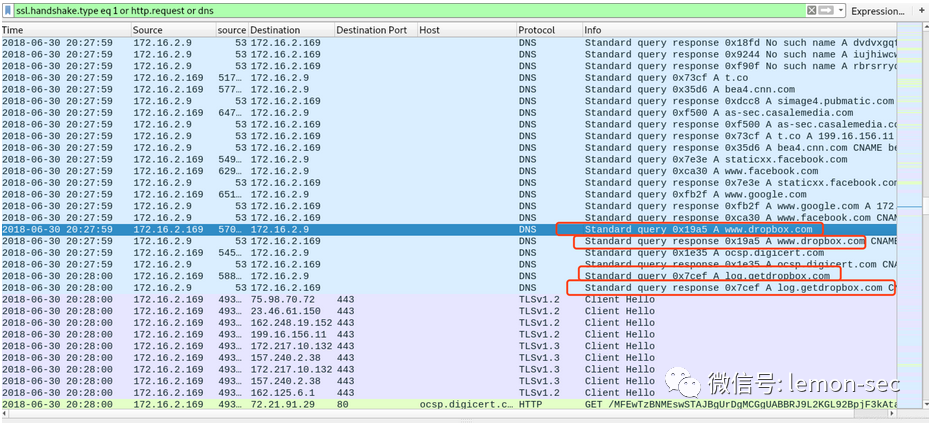 ssl.handshake.type eq 1 or http.request or dns Expression... +
Time Source source Destination Destination Port Host Protocol Info
2018-06-30 20:27:59 172.16.2.9 53 172.16.2.169 DNS Standard query response 0x18fd No such name A dvdvxgqf
2018-06-30 20:27:59 172.16.2.9 53 172.16.2.169 DNS Standard query response 0x9244 No such name A iujhiwcw
2018-06-30 20:27:59 172.16.2.9 53 172.16.2.169 DNS Standard query response 0xf90f No such name A rbrsrryc
2018-06-30 20:27:59 172.16.2.169 517… 172.16.2.9 DNS Standard query 0x73cf A t.co
2018-06-30 20:27:59 172.16.2.169 577… 172.16.2.9 DNS Standard query 0x35d6 A bea4.cnn.com
2018-06-30 20:27:59 172.16.2.9 53 172.16.2.169 DNS Standard query response 0xdcc8 A simage4.pubmatic.com
2018-06-30 20:27:59 172.16.2.169 647… 172.16.2.9 DNS Standard query 0xf500 A as-sec.casalemedia.com
2018-06-30 20:27:59 172.16.2.9 53 172.16.2.169 DNS Standard query response 0xf500 A as-sec.casalemedia.c
2018-06-30 20:27:59 172.16.2.9 53 172.16.2.169 DNS Standard query response 0x73cf A t.co A 199.16.156.11
2018-06-30 20:27:59 172.16.2.9 53 172.16.2.169 DNS Standard query response 0x35d6 A bea4.cnn.com CNAME be
2018-06-30 20:27:59 172.16.2.169 549… 172.16.2.9 DNS Standard query 0x7e3e A staticxx.facebook.com
2018-06-30 20:27:59 172.16.2.169 629… 172.16.2.9 DNS Standard query 0xca30 A www.facebook.com
2018-06-30 20:27:59 172.16.2.9 53 172.16.2.169 DNS Standard query response 0x7e3e A staticxx.facebook.co
2018-06-30 20:27:59 172.16.2.169 651… 172.16.2.9 DNS Standard query 0xfb2f A www.google.com
2018-06-30 20:27:59 172.16.2.9 53 172.16.2.169 DNS Standard query response 0xfb2f A www.google.com A 172.
2018-06-30 20:27:59 172.16.2.9 53 172.16.2.169 DNS Standard query response 0xca30 A www.facebook.com CNAM
2018-06-30 20:27:59 172.16.2.169 570… 172.16.2.9 DNS Standard query 0x19a5 A www.dropbox.com
2018-06-30 20:27:59 172.16.2.9 53 172.16.2.169 DNS Standard query response 0x19a5 A www.dropbox.com CNAME
2018-06-30 20:27:59 172.16.2.169 545… 172.16.2.9 DNS Standard query 0x1e35 A ocsp.digicert.com
2018-06-30 20:27:59 172.16.2.9 53 172.16.2.169 DNS Standard query response 0x1e35 A ocsp.digicert.com CNA
2018-06-30 20:28:00 172.16.2.169 588… 172.16.2.9 DNS Standard query 0x7cef A log.getdropbox.com
2018-06-30 20:28:00 172.16.2.9 53 172.16.2.169 DNS Standard query response 0x7cef A log.getdropbox.com C
2018-06-30 20:28:00 172.16.2.169 493… 75.98.70.72 443 TLSv1.2 Client Hello
2018-06-30 20:28:00 172.16.2.169 493… 23.46.61.150 443 TLSv1.2 Client Hello
2018-06-30 20:28:00 172.16.2.169 493… 162.248.19.152 443 TLSv1.2 Client Hello
2018-06-30 20:28:00 172.16.2.169 493… 199.16.156.11 443 TLSv1.2 Client Hello
2018-06-30 20:28:00 172.16.2.169 493… 172.217.10.132 443 TLSv1.3 Client Hello
2018-06-30 20:28:00 172.16.2.169 493… 157.240.2.38 443 TLSv1.3 Client Hello
2018-06-30 20:28:00 172.16.2.169 493… 172.217.10.132 443 TLSv1.3 Client Hello
2018-06-30 20:28:00 172.16.2.169 493… 157.240.2.38 443 TLSv1.3 Client Hello
2018-06-30 20:28:00 172.16.2.169 493… 162.125.6.1 443 TLSv1.2 Client Hello
2018-06-30 20:28:00 172.16.2.169 493… 72.21.91.29 80 ocsp.digicert.c… HTTP GET /MFEwTzBNMEswSTAJBgUrDgMCGgUABBRJ9L2KGL92BpjF3kAta
微信号: lemon-sec